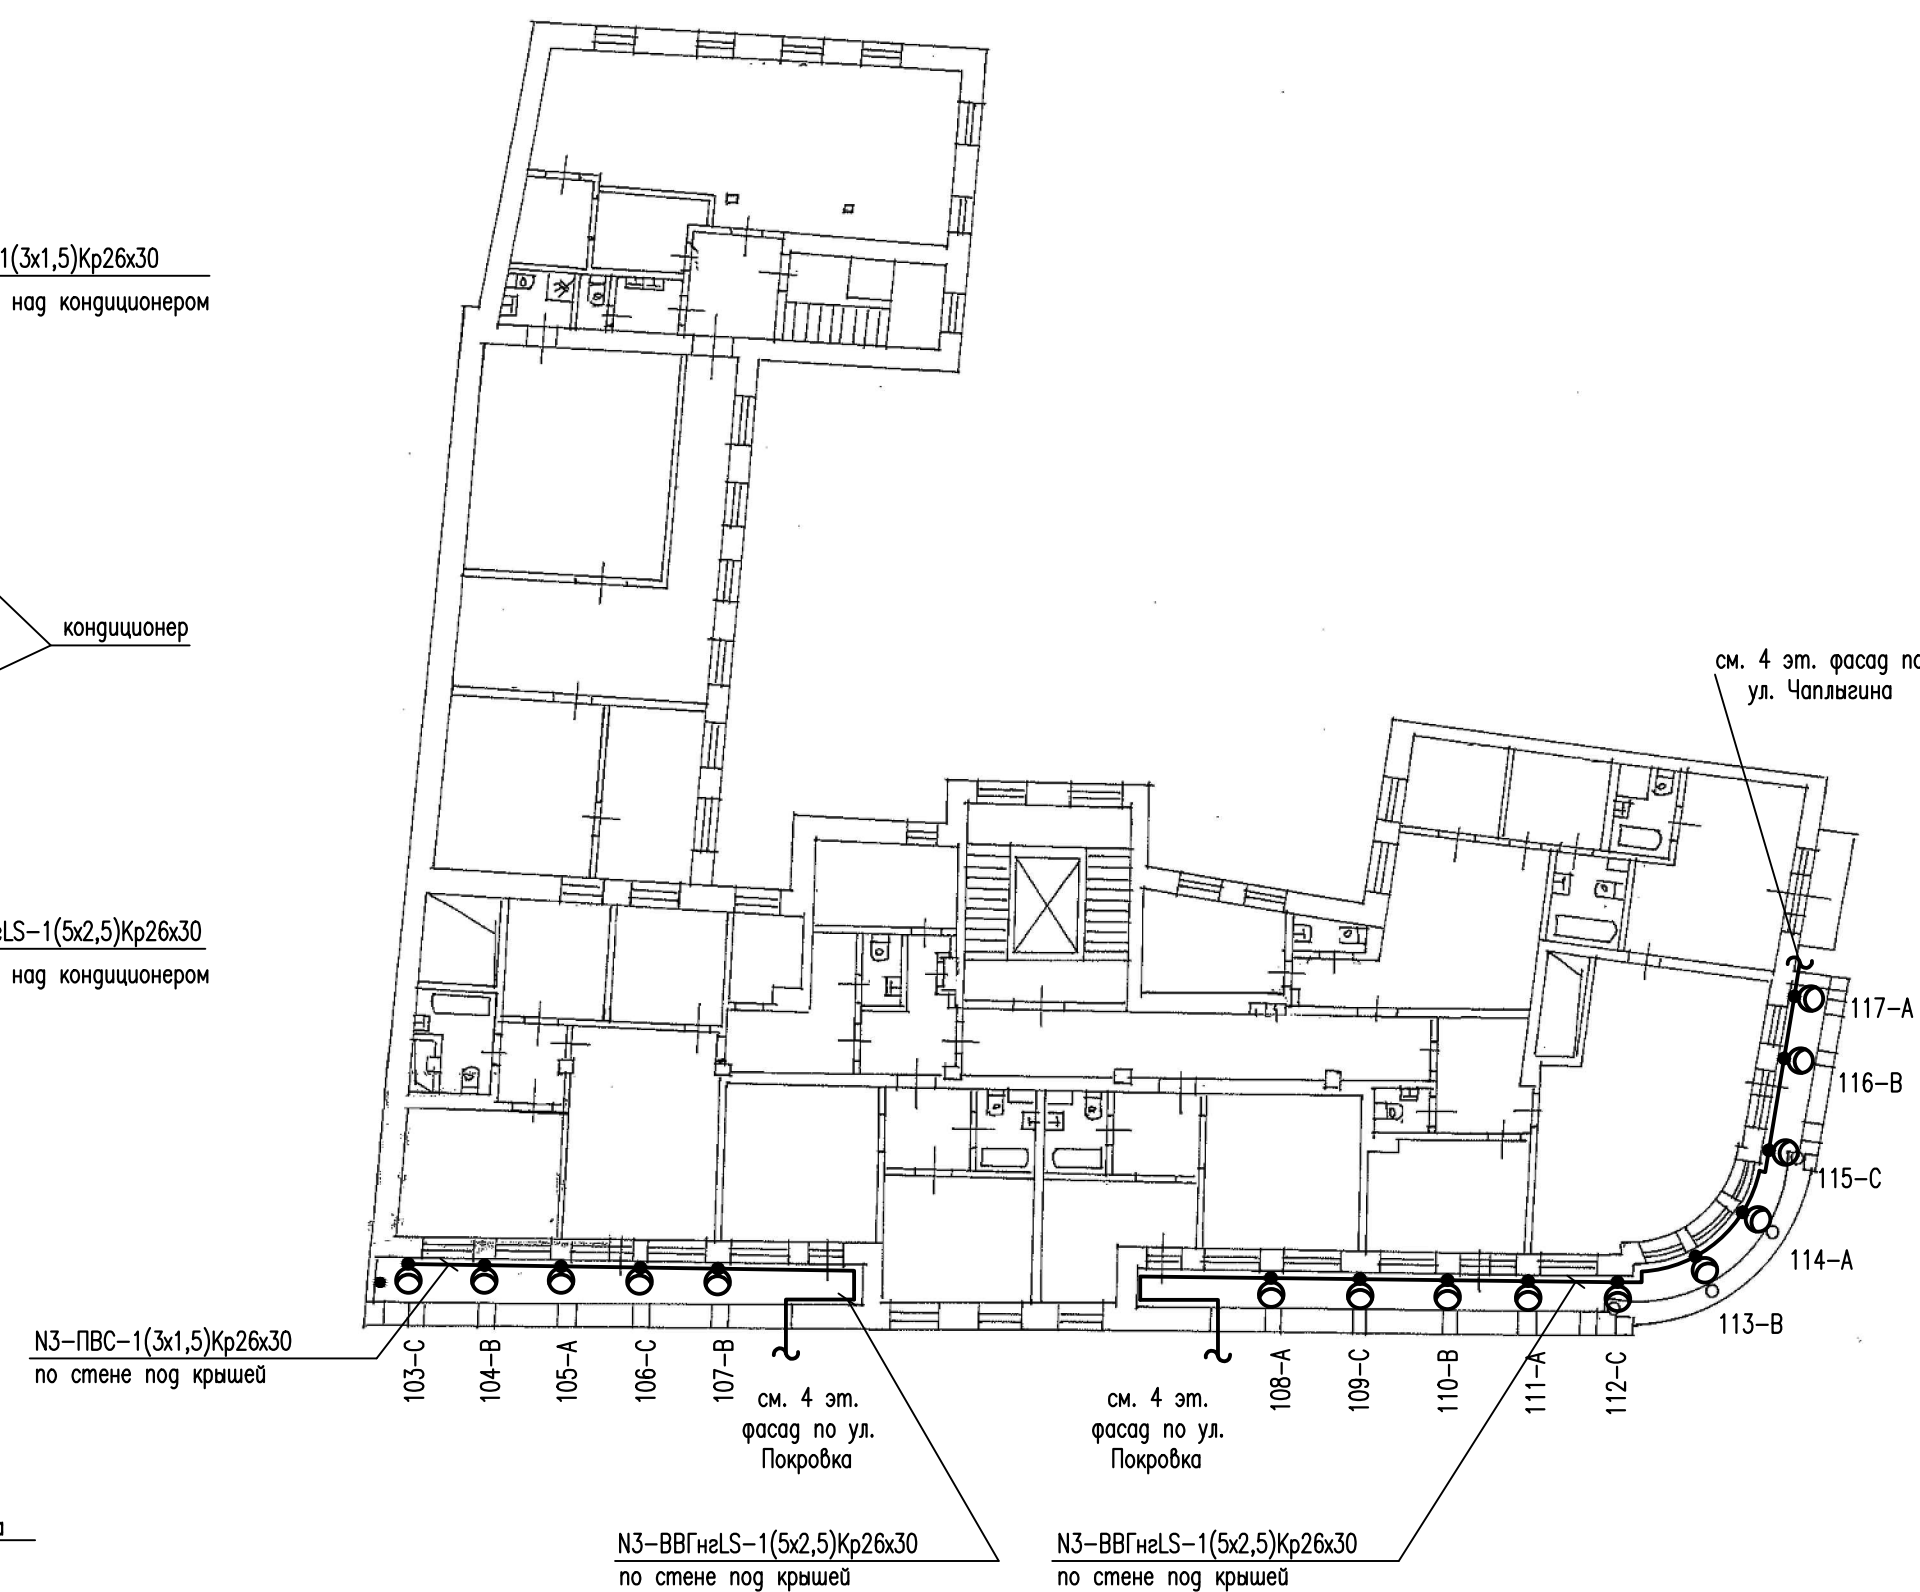 1(3х1,5)Кр26х30
над кондиционером
кондиционер
LS-1(5х2,5)Кр26х30
над кондиционером
см. 4 эт. фасад по
ул. Чаплыгина
117-А
116-В
115-С
114-А
113-В
N3-ПВС-1(3х1,5)Кр26х30
по стене под крышей
103-С
104-В
105-А
106-С
107-В
108-А
109-С
110-В
111-А
112-С
см. 4 эт.
фасад по ул.
Покровка
см. 4 эт.
фасад по ул.
Покровка
N3-ВВГнгLS-1(5х2,5)Кр26х30
по стене под крышей
N3-ВВГнгLS-1(5х2,5)Кр26х30
по стене под крышей